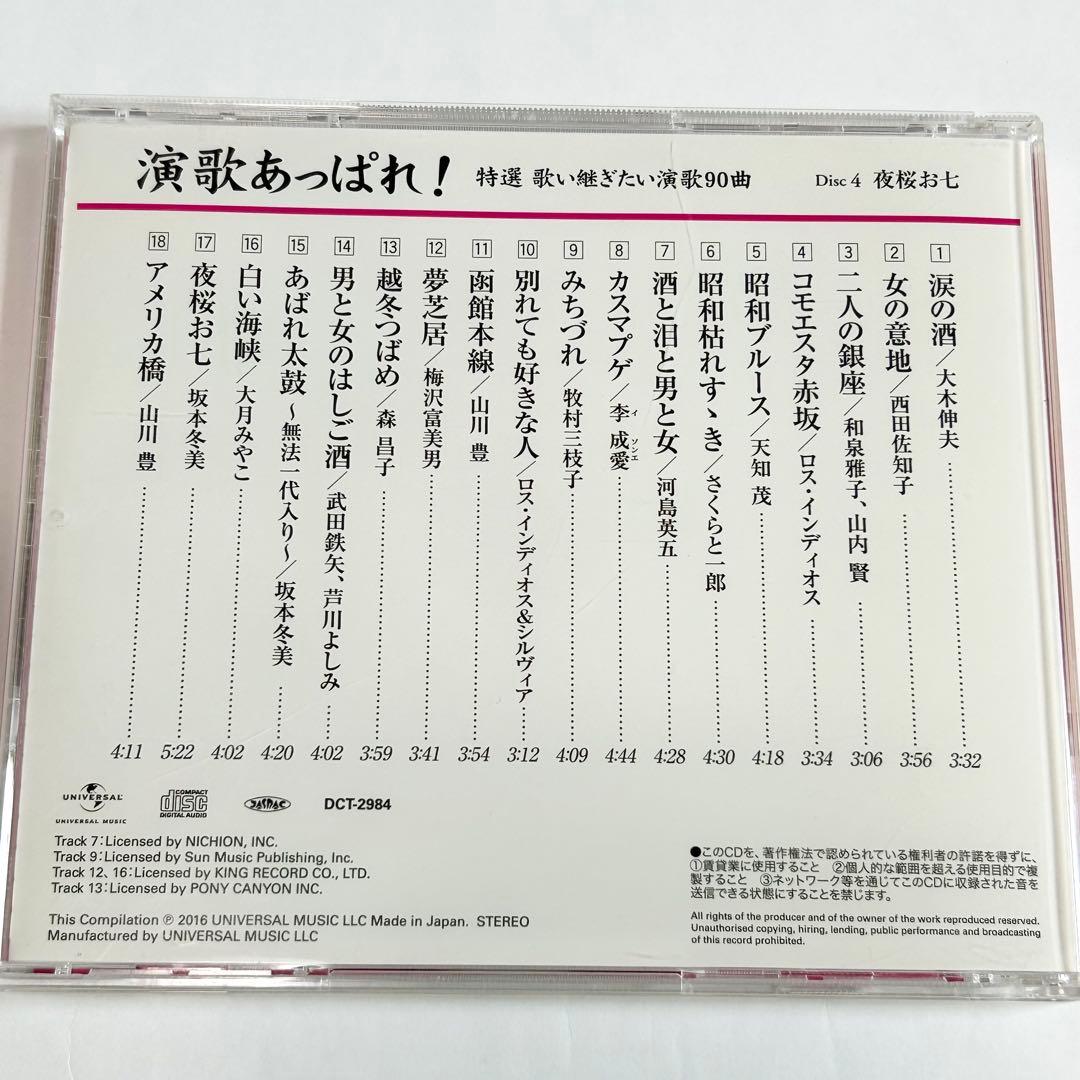 演歌あっぱれ！ 特選 歌い継ぎたい演歌90曲 Disc 4 夜桜お七
1 涙の酒／大木伸夫 3:32
2 女の意地／西田佐知子 3:56
3 二人の銀座／和泉雅子、山内 賢 3:06
4 コモエスタ赤坂／ロス・インディオス 3:34
5 昭和ブルース／天知 茂 4:18
6 昭和枯れすゝき／さくらと一郎 4:30
7 酒と泪と男と女／河島英五 4:28
8 カスマプゲ／李 成愛 イ ソンエ 4:44
9 みちづれ／牧村三枝子 4:09
10 別れても好きな人／ロス・インディオス＆シルヴィア 3:12
11 函館本線／山川 豊 3:54
12 夢芝居／梅沢富美男 3:41
13 越冬つばめ／森 昌子 3:59
14 男と女のはしご酒／武田鉄矢、芦川よしみ 4:02
15 あばれ太鼓 〜無法一代入り〜／坂本冬美 4:20
16 白い海峡／大月みやこ 4:02
17 夜桜お七／坂本冬美 5:22
18 アメリカ橋／山川 豊 4:11
UNIVERSAL
UNIVERSAL MUSIC
COMPACT
disc
DIGITAL AUDIO
JASRAC
DCT-2984
Track 7:Licensed by NICHION, INC.
Track 9:Licensed by Sun Music Publishing, Inc.
Track 12, 16:Licensed by KING RECORD CO., LTD.
Track 13:Licensed by PONY CANYON INC.
This Compilation ℗ 2016 UNIVERSAL MUSIC LLC Made in Japan. STEREO
Manufactured by UNIVERSAL MUSIC LLC
●このCDを、著作権法で認められている権利者の許諾を得ずに、
①賃貸業に使用すること ②個人的な範囲を超える使用目的で複
製すること ③ネットワーク等を通じてこのCDに収録された音を
送信できる状態にすることを禁じます。
All rights of the producer and of the owner of the work reproduced reserved.
Unauthorised copying, hiring, lending, public performance and broadcasting
of this record prohibited.